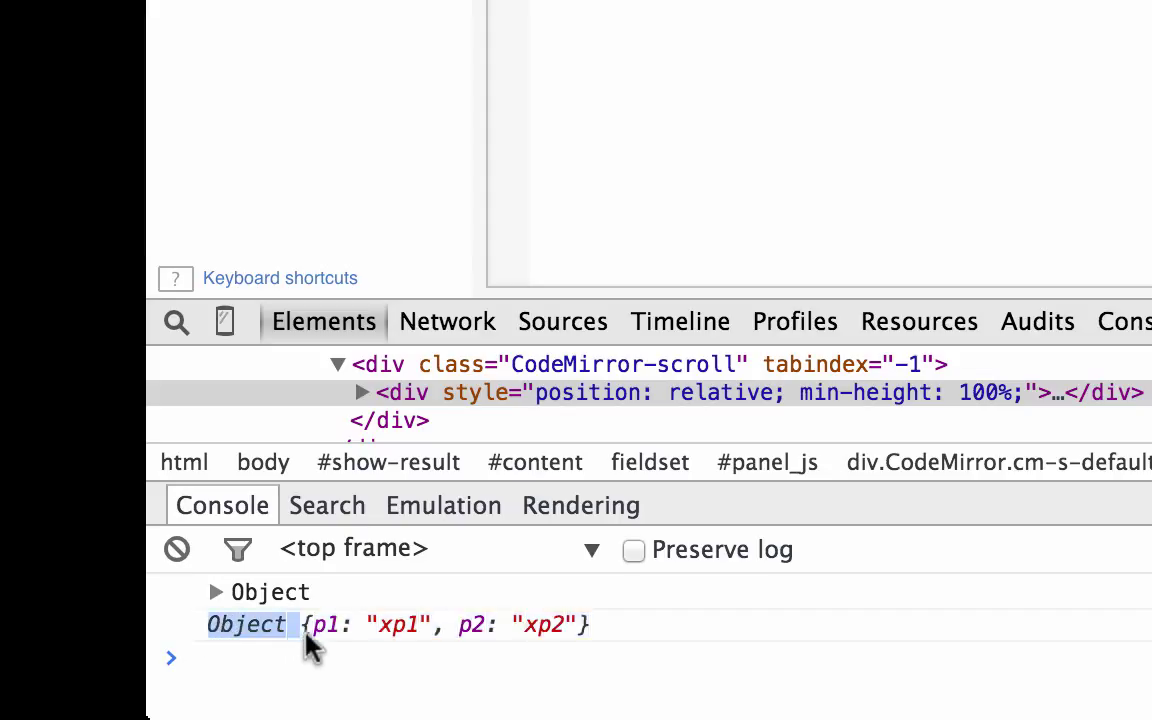 ? Keyboard shortcuts
Elements Network Sources Timeline Profiles Resources Audits Cons
▼<div class="CodeMirror-scroll" tabindex="-1">
▶<div style="position: relative; min-height: 100%;">…</div>
</div>
html body #show-result #content fieldset #panel_js div.CodeMirror.cm-s-default
Console Search Emulation Rendering
<top frame> ▼ Preserve log
▶ Object
Object {p1: "xp1", p2: "xp2"}
>